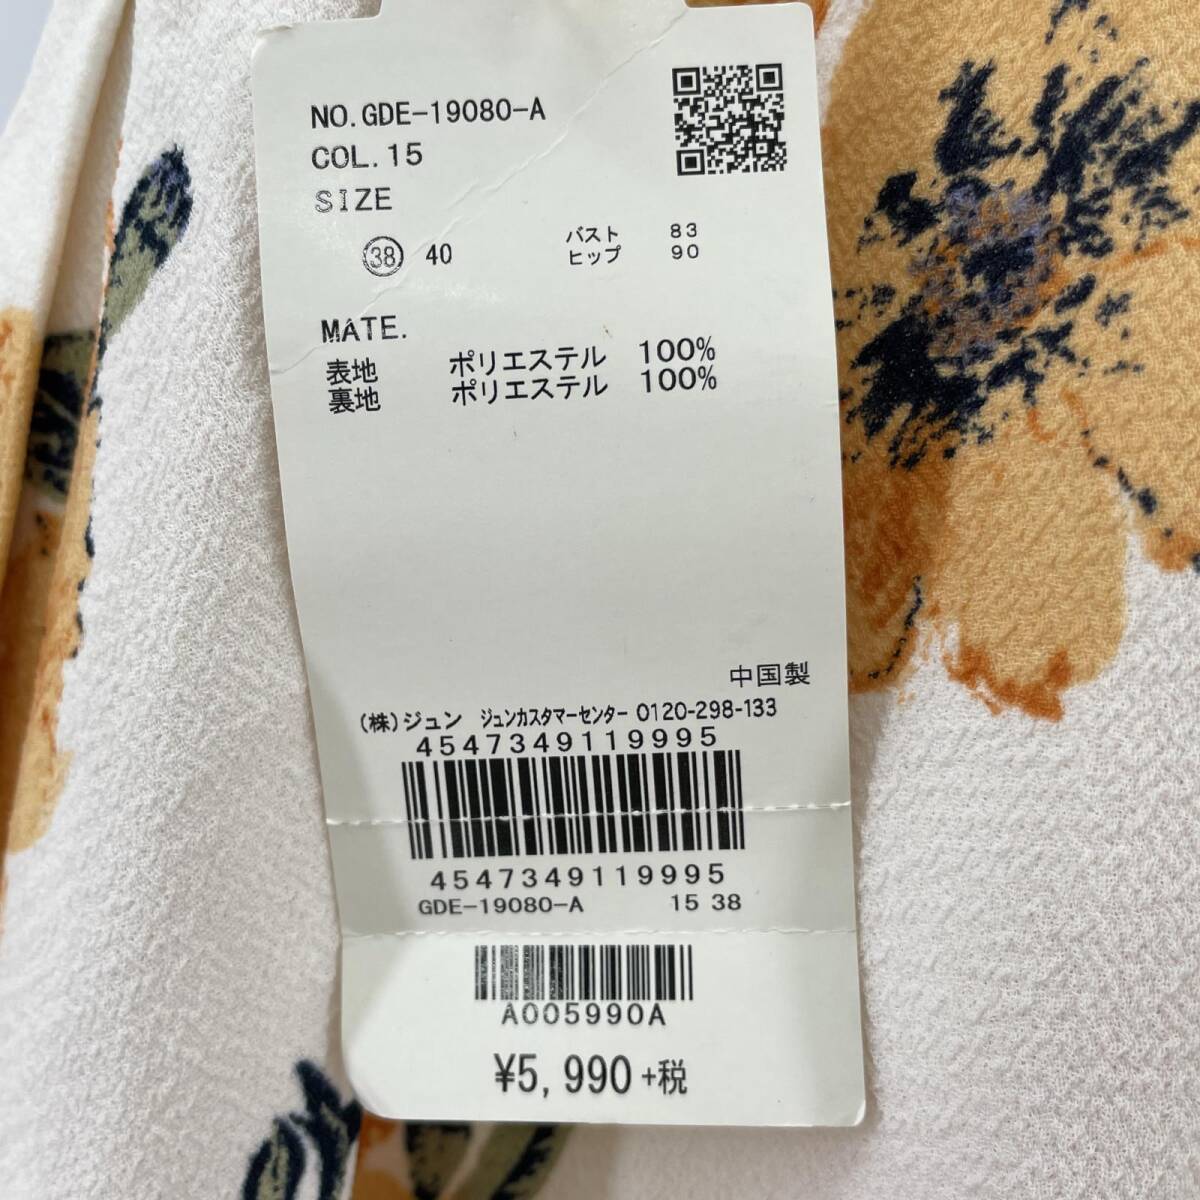 NO.GDE-19080-A
COL.15
SIZE
38 40 バスト 83
ヒップ 90
MATE.
表地 ポリエステル 100%
裏地 ポリエステル 100%
中国製
(株)ジュン ジュンカスタマーセンター 0120-298-133
4547349119995
4547349119995
GDE-19080-A 15 38
A005990A
¥5,990+税